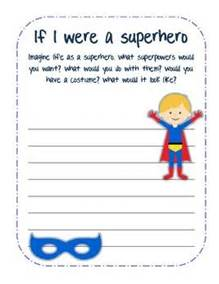 If I were a superhero
Imagine life as a superhero. What superpowers would
you want? What would you do with them? Would you
have a costume? What would it look like?